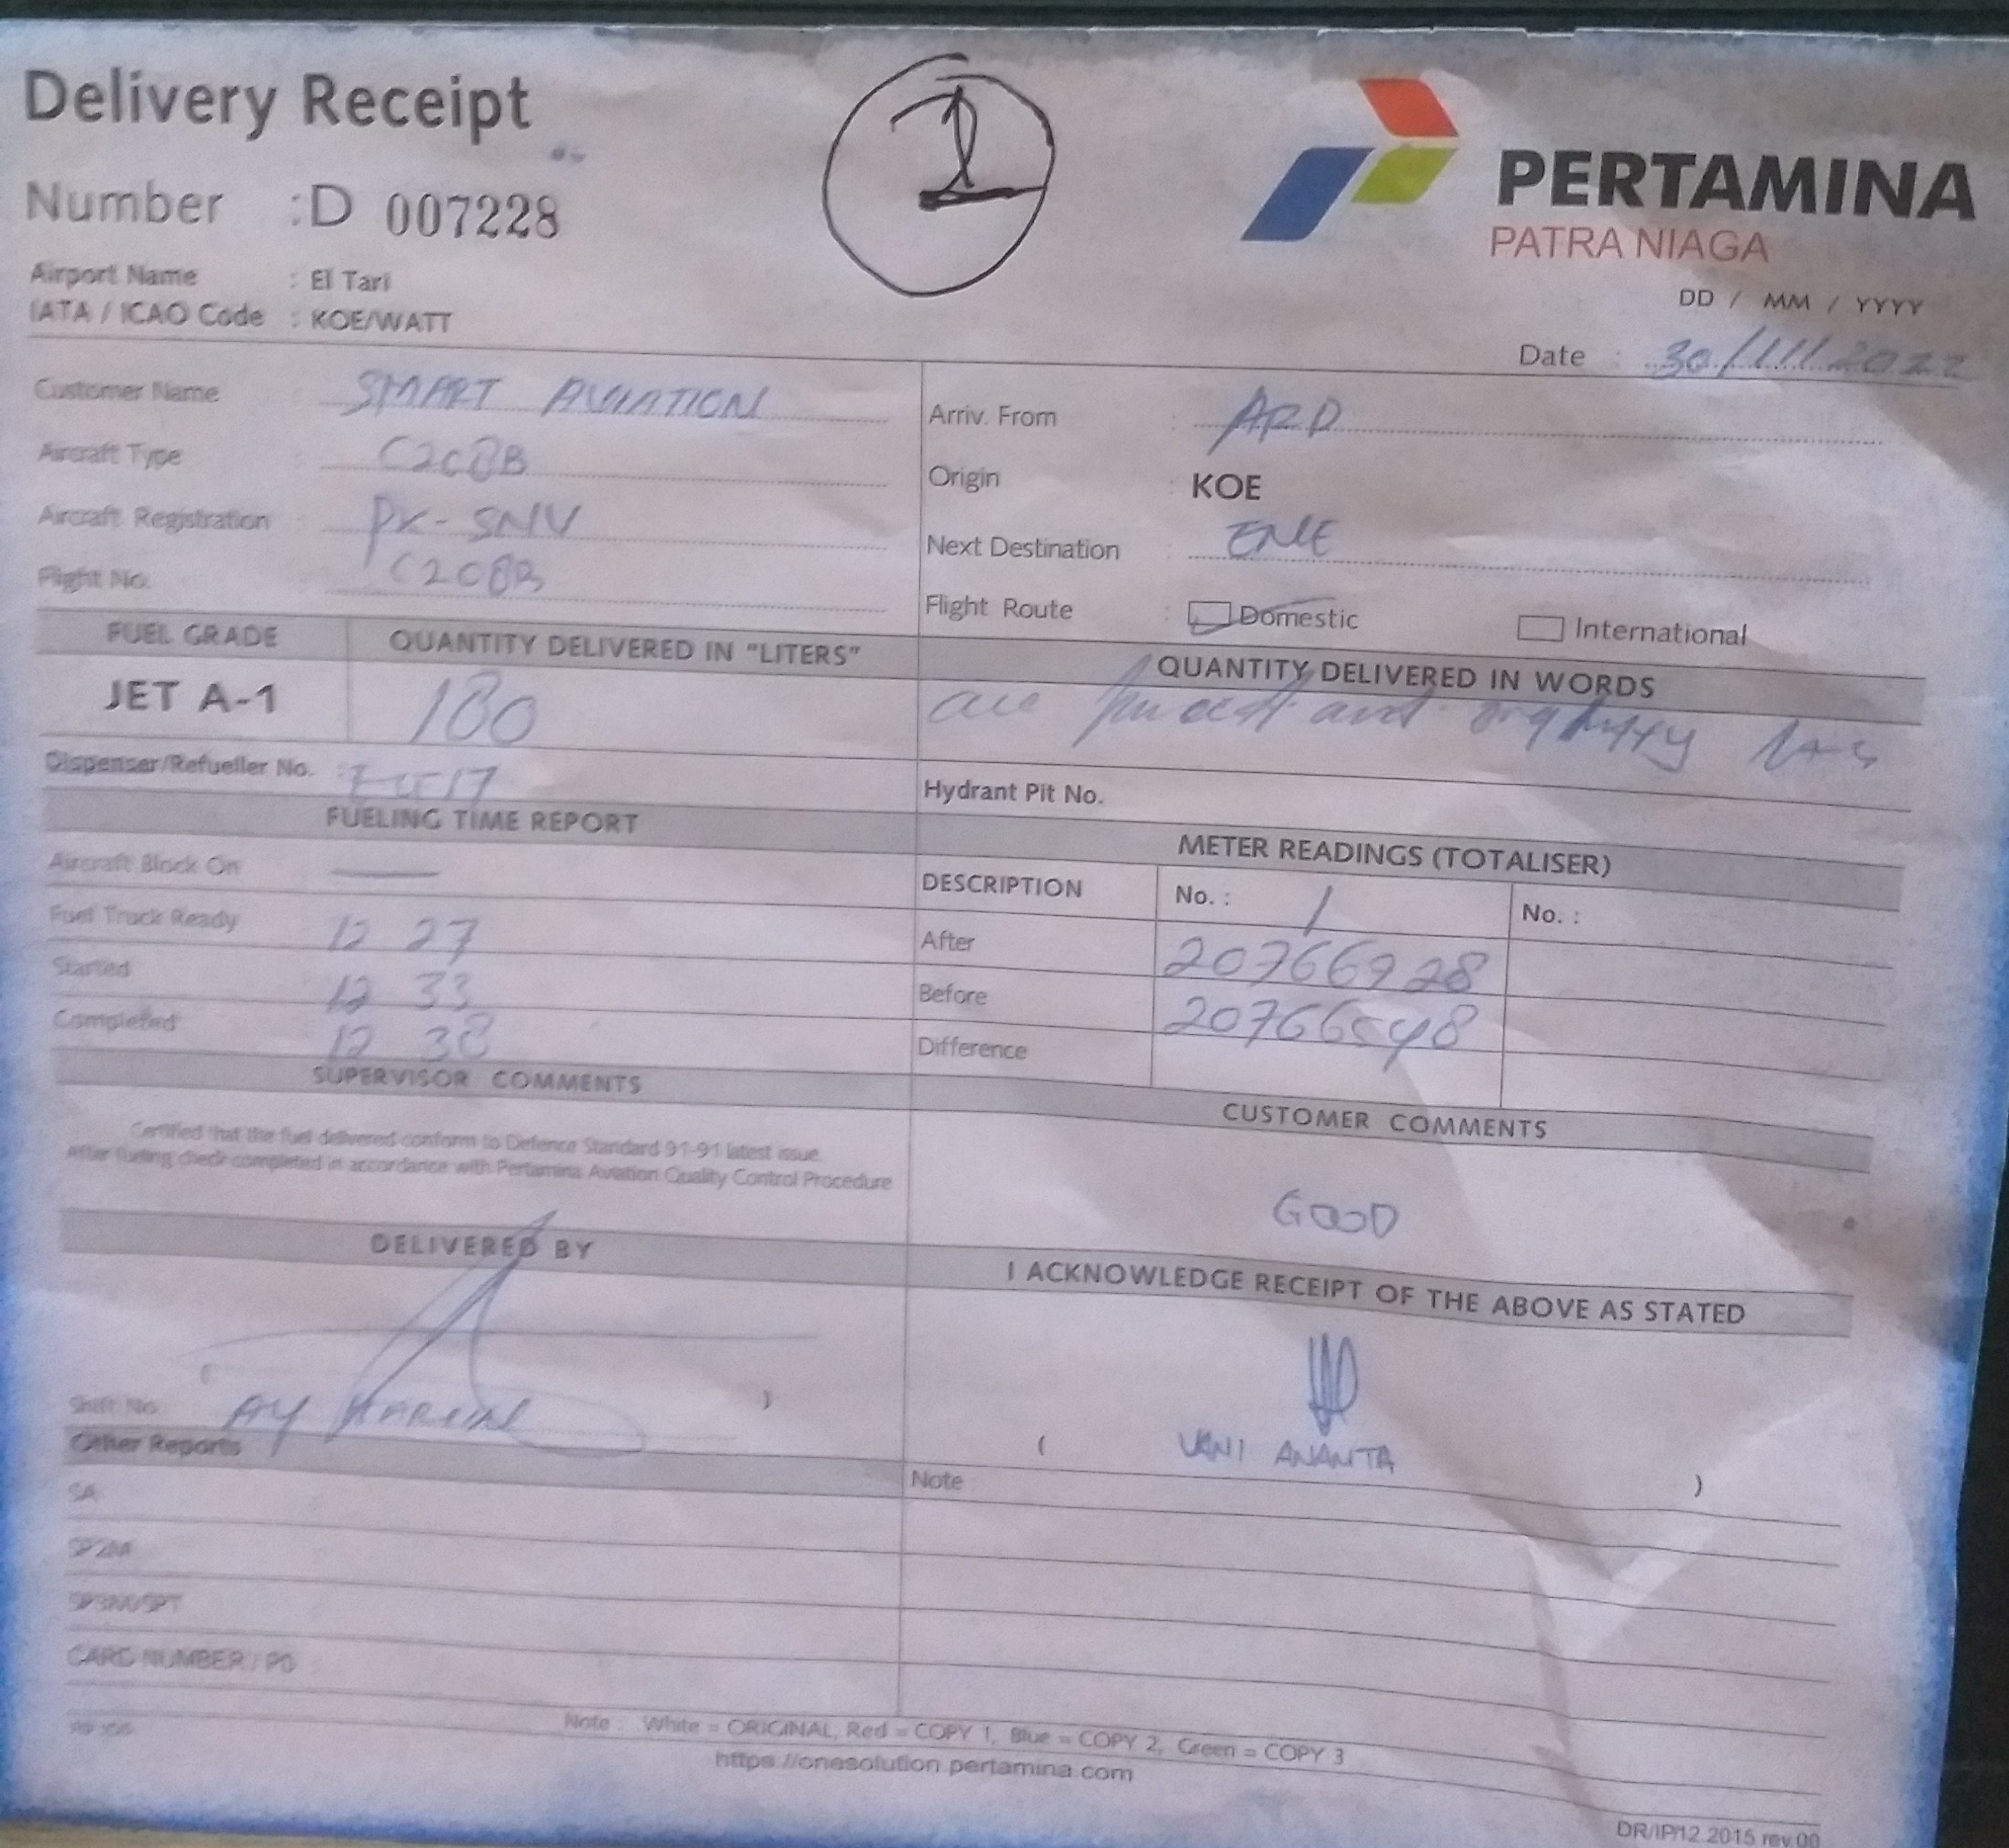 Delivery Receipt
1
PERTAMINA
PATRA NIAGA
Number : D 007228
Airport Name : El Tari
IATA / ICAO Code : KOE/WATT
DD / MM / YYYY
Date : 30/
Customer Name : SMART AVIATION
Arriv. From : ARD
Aircraft Type : C208B
Origin : KOE
Aircraft Registration : PK-SNV
Next Destination : ENE
Flight No. : C208B
Flight Route : Domestic International
FUEL GRADE QUANTITY DELIVERED IN "LITERS" QUANTITY DELIVERED IN WORDS
JET A-1 180
Dispenser/Refueller No. :
Hydrant Pit No.
FUELING TIME REPORT
METER READINGS (TOTALISER)
Aircraft Block On : —
DESCRIPTION No. : 1 No. :
Fuel Truck Ready 12 27
After 20766728
Started 12 33
Before 20766548
Completed 12 38
Difference
SUPERVISOR COMMENTS
CUSTOMER COMMENTS
Certified that the fuel delivered conform to Defence Standard 91-91 latest issue.
After fueling check completed in accordance with Pertamina Aviation Quality Control Procedure
GOOD
DELIVERED BY
I ACKNOWLEDGE RECEIPT OF THE ABOVE AS STATED
( )
Shift No.
( ANANTA )
Other Reports
Note
SA
CARD NUMBER /
Note : White = ORIGINAL, Red = COPY 1, Blue = COPY 2, Green = COPY 3
https://onesolution.pertamina.com
DR/IP/12.2015 rev.00